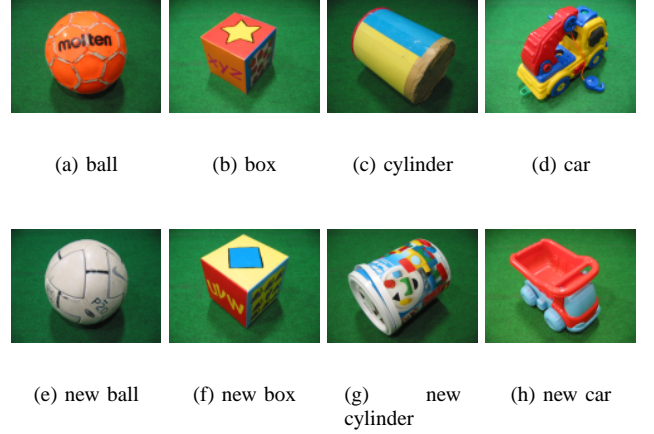 molten
XYZ
(a) ball
(b) box
(c) cylinder
(d) car
UVW
(e) new ball
(f) new box
(g) new
cylinder
(h) new car